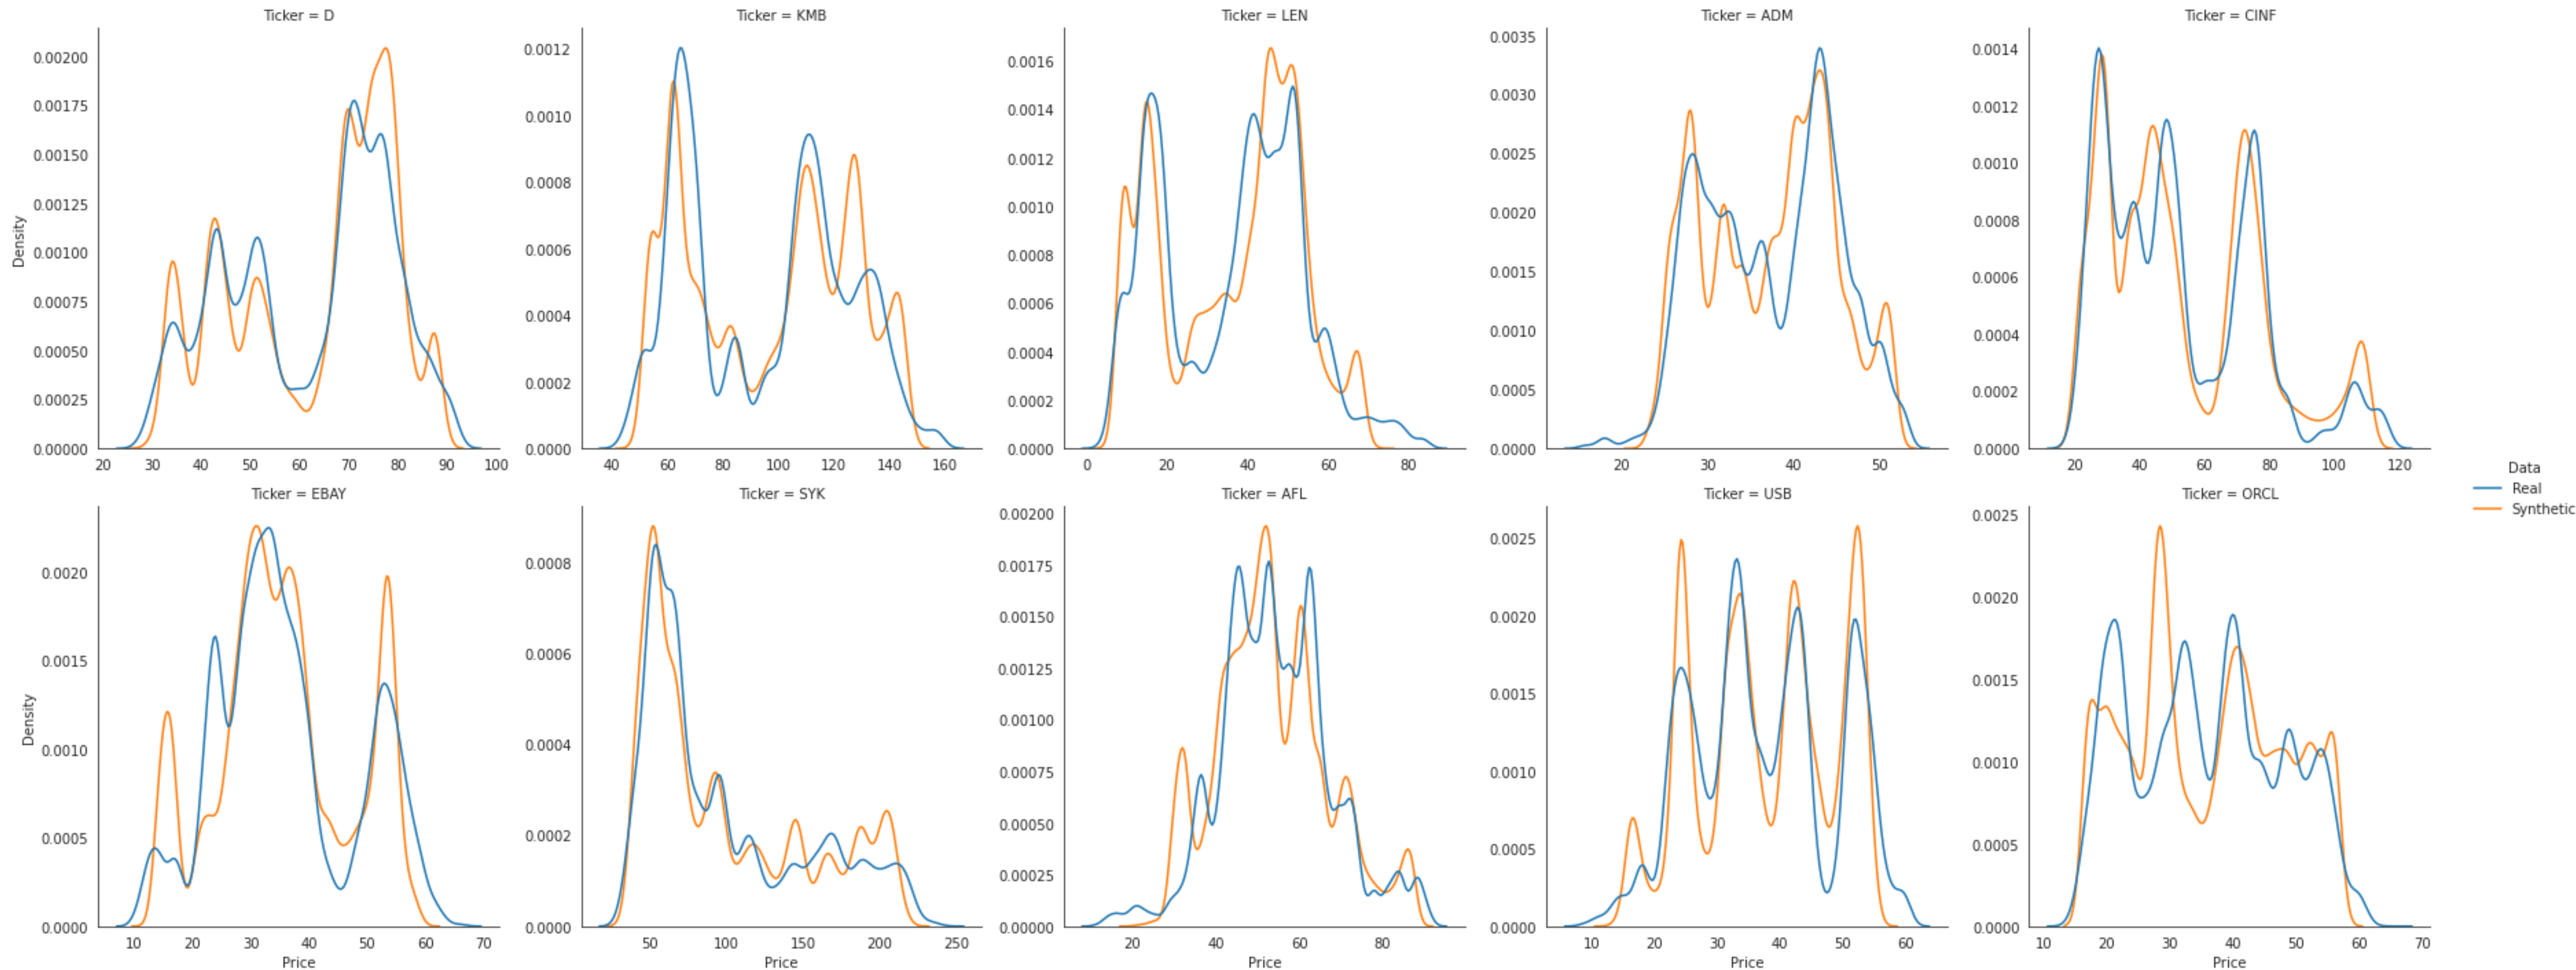 Ticker = D
Ticker = KMB
Ticker = LEN
Ticker = ADM
Ticker = CINF
Density
0.00200
0.00175
0.00150
0.00125
0.00100
0.00075
0.00050
0.00025
0.00000
20 30 40 50 60 70 80 90 100
0.0012
0.0010
0.0008
0.0006
0.0004
0.0002
0.0000
40 60 80 100 120 140 160
0.0016
0.0014
0.0012
0.0010
0.0008
0.0006
0.0004
0.0002
0.0000
0 20 40 60 80
0.0035
0.0030
0.0025
0.0020
0.0015
0.0010
0.0005
0.0000
20 30 40 50
0.0014
0.0012
0.0010
0.0008
0.0006
0.0004
0.0002
0.0000
20 40 60 80 100 120
Data
Real
Synthetic
Ticker = EBAY
Ticker = SYK
Ticker = AFL
Ticker = USB
Ticker = ORCL
Density
0.0020
0.0015
0.0010
0.0005
0.0000
10 20 30 40 50 60 70
Price
0.0008
0.0006
0.0004
0.0002
0.0000
50 100 150 200 250
Price
0.00200
0.00175
0.00150
0.00125
0.00100
0.00075
0.00050
0.00025
0.00000
20 40 60 80
Price
0.0025
0.0020
0.0015
0.0010
0.0005
0.0000
10 20 30 40 50 60
Price
0.0025
0.0020
0.0015
0.0010
0.0005
0.0000
10 20 30 40 50 60 70
Price